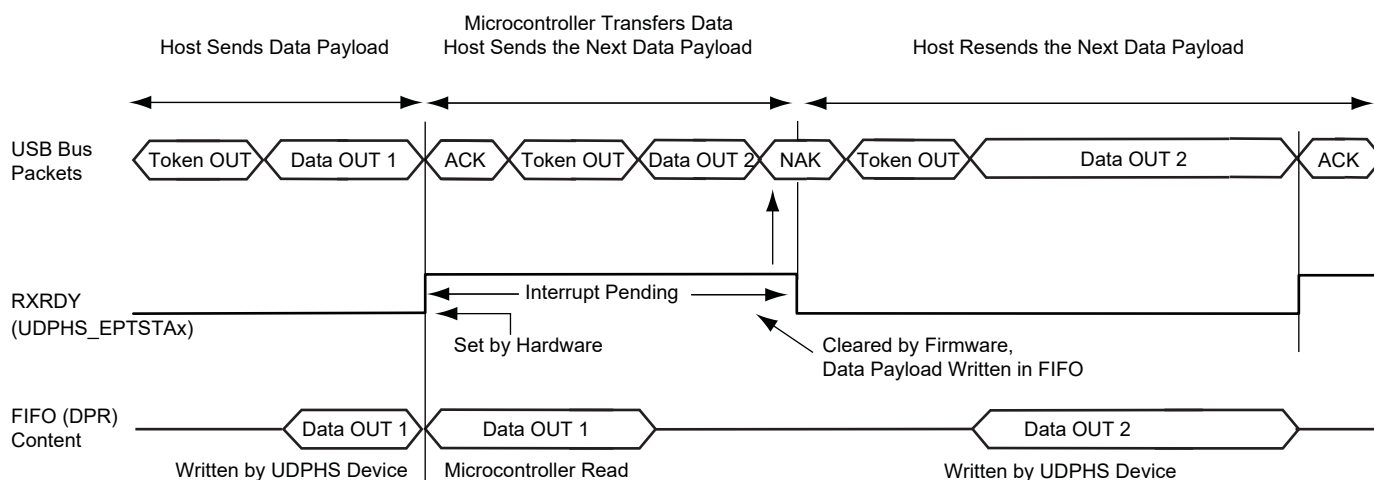 Host Sends Data Payload
Microcontroller Transfers Data
Host Sends the Next Data Payload
Host Resends the Next Data Payload
USB Bus
Packets
Token OUT
Data OUT 1
ACK
Token OUT
Data OUT 2
NAK
Token OUT
Data OUT 2
ACK
RXRDY
(UDPHS_EPTSTAx)
Interrupt Pending
Set by Hardware
Cleared by Firmware,
Data Payload Written in FIFO
FIFO (DPR)
Content
Data OUT 1
Data OUT 1
Data OUT 2
Written by UDPHS Device
Microcontroller Read
Written by UDPHS Device